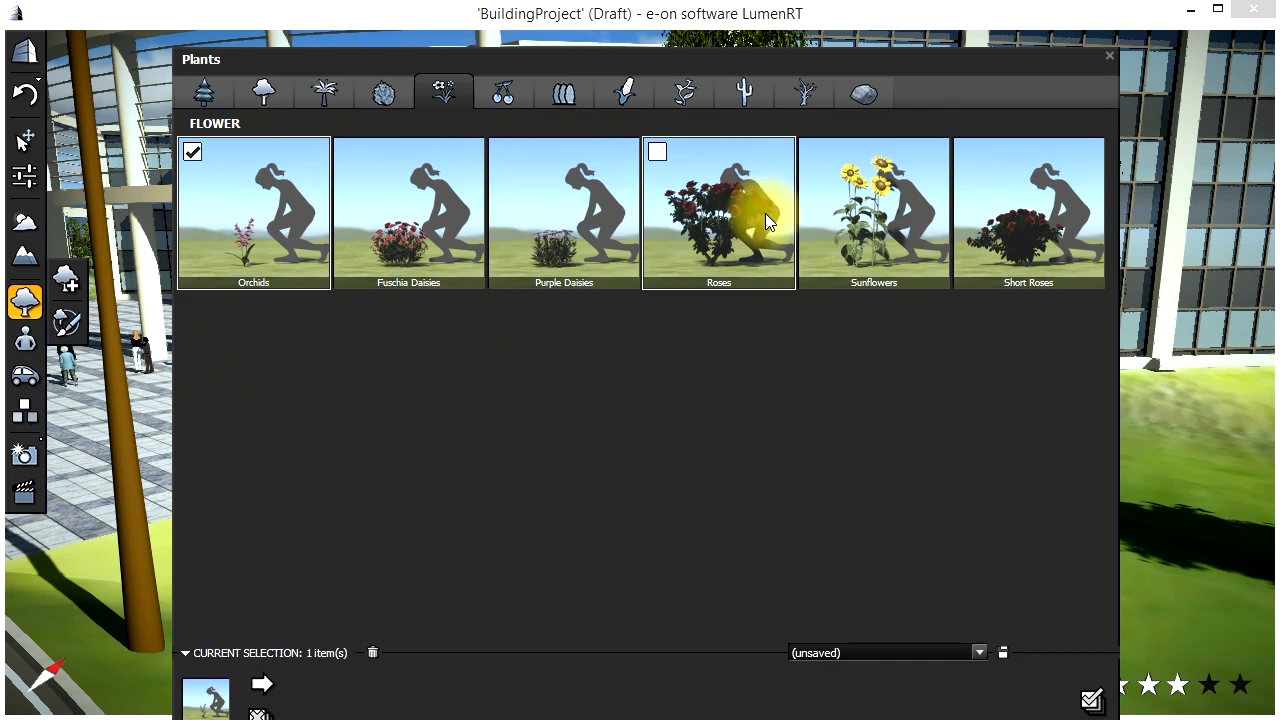 'BuildingProject' (Draft) - e-on software LumenRT
Plants
FLOWER
Orchids
Fuschia Daisies
Purple Daisies
Roses
Sunflowers
Short Roses
CURRENT SELECTION: 1 item(s)
(unsaved)